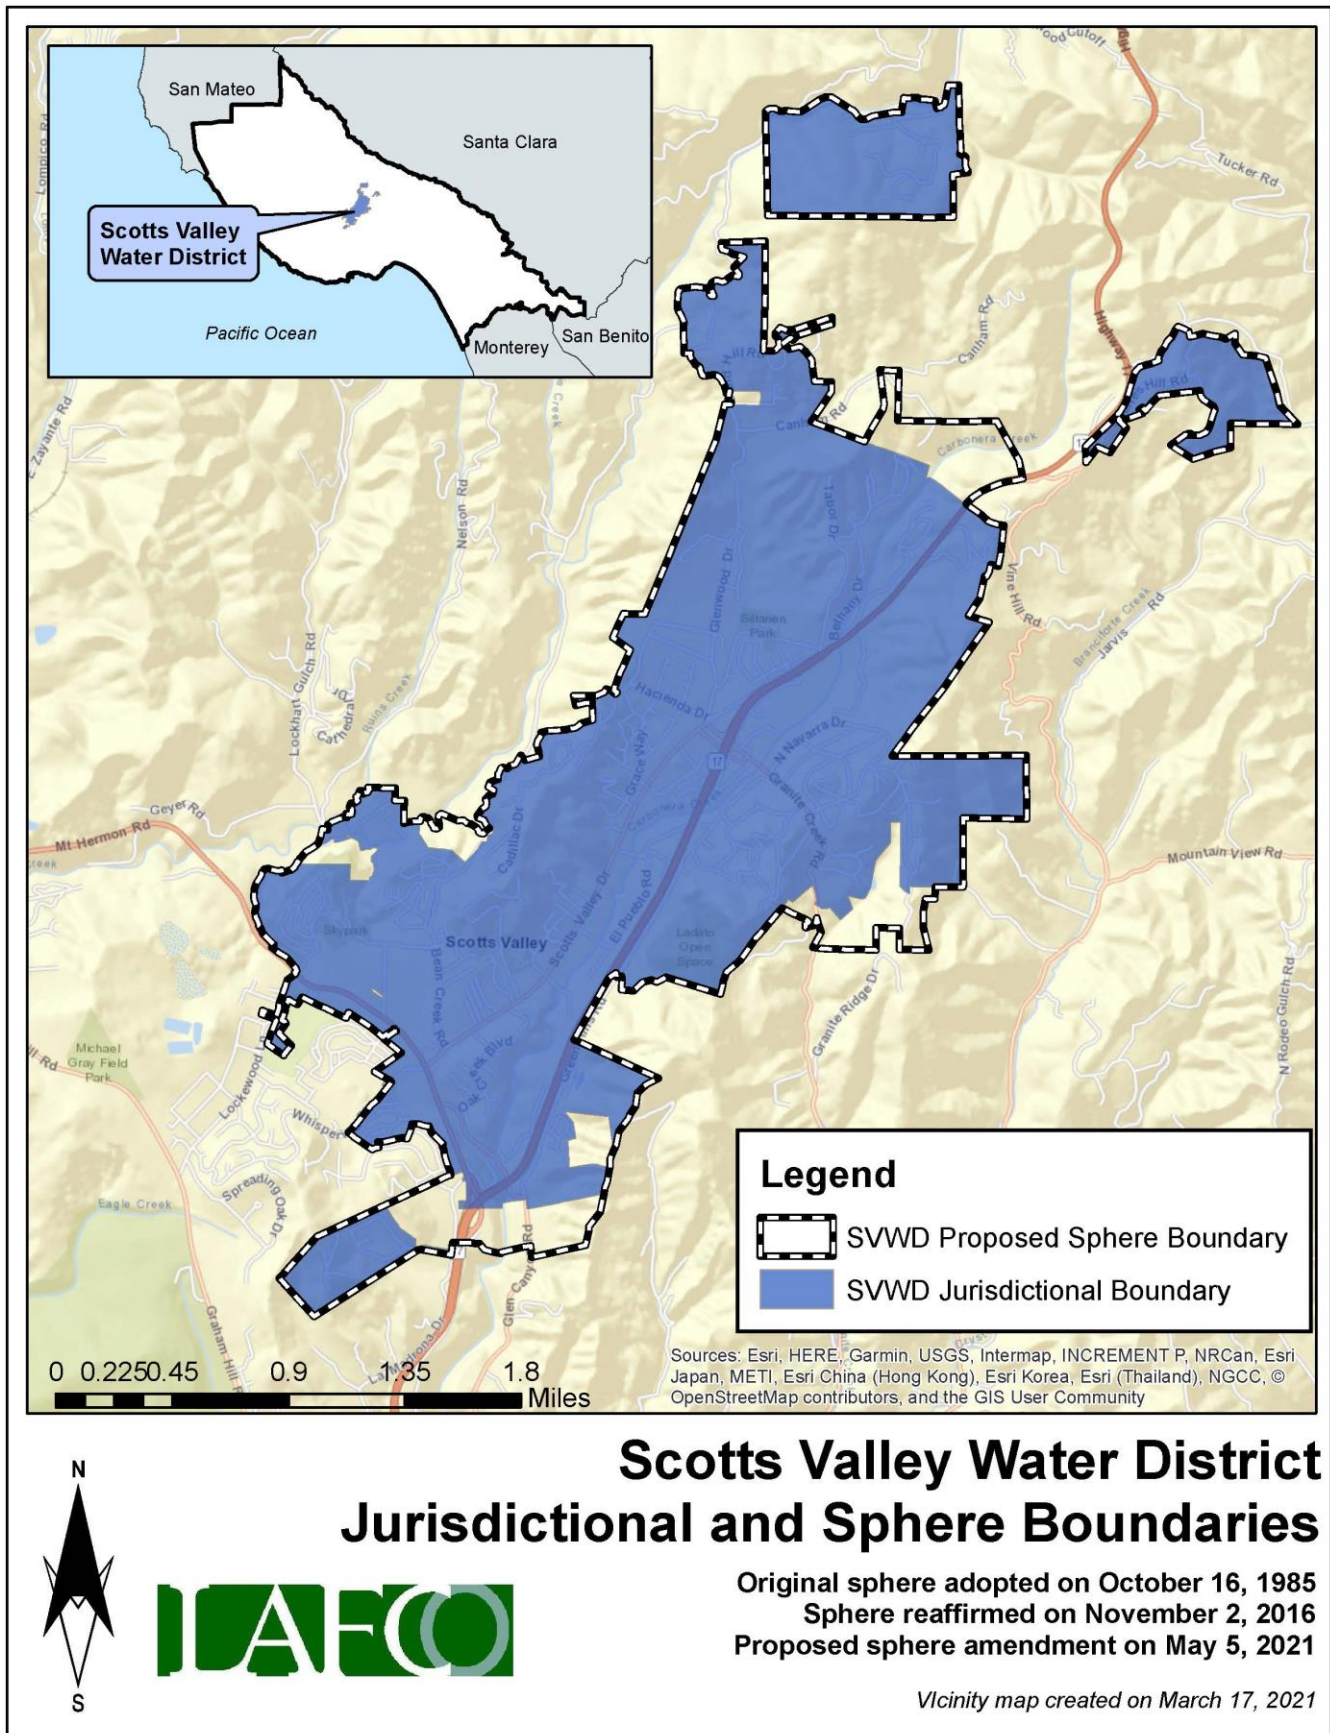 San Mateo
Santa Clara
Scotts Valley
Water District
Pacific Ocean
Monterey
San Benito
Lompico Rd
E Zayante Rd
Tucker Rd
Canham Rd
Carbonera Creek
Tabor Dr
Glenwood Dr
Bethany Dr
Siltanen
Park
Vine Hill Rd
Branciforte Creek
Jarvis Rd
Nelson Rd
Lockhart Gulch Rd
Cathedral Dr
Ruins Creek
Hacienda Dr
Grace Way
N Navarra Dr
17
Granite Creek Rd
Carbonera Creek
Geyer Rd
Mt Hermon Rd
Creek
Cadillac Dr
Mountain View Rd
Skypark
Scotts Valley
Scotts Valley Dr
El Pueblo Rd
Bean Creek Rd
Open
Space
Granite Ridge Dr
N Rodeo Gulch Rd
Michael
Gray Field
Park
Lockewood Ln
Whisper
Spreading Oak Dr
Eagle Creek
Graham Hill R
La Madrona Dr
Legend
SVWD Proposed Sphere Boundary
SVWD Jurisdictional Boundary
0 0.225 0.45 0.9 1.35 1.8
Miles
Sources: Esri, HERE, Garmin, USGS, Intermap, INCREMENT P, NRCan, Esri
Japan, METI, Esri China (Hong Kong), Esri Korea, Esri (Thailand), NGCC, ©
OpenStreetMap contributors, and the GIS User Community
Scotts Valley Water District
Jurisdictional and Sphere Boundaries
N
S
LAFCO
Original sphere adopted on October 16, 1985
Sphere reaffirmed on November 2, 2016
Proposed sphere amendment on May 5, 2021
VIcinity map created on March 17, 2021